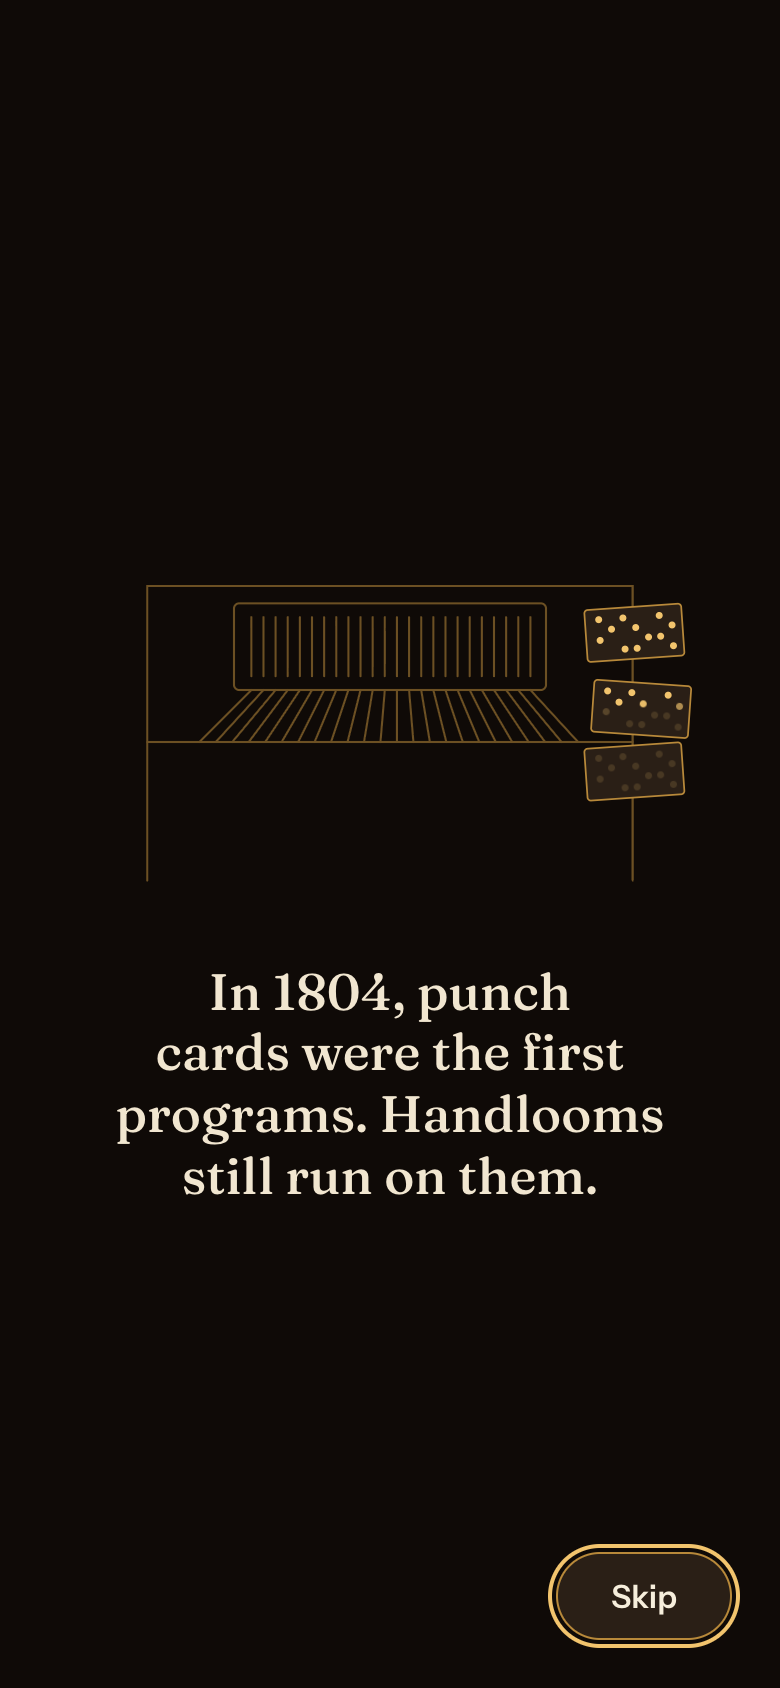 In 1804, punch
cards were the first
programs. Handlooms
still run on them.
Skip